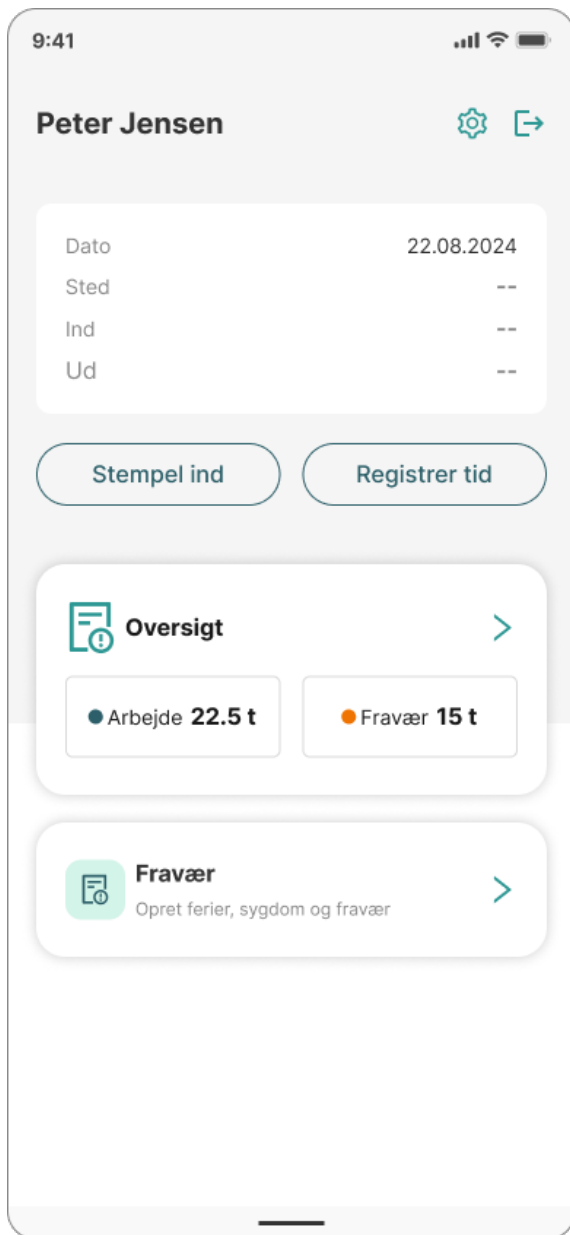 9:41
Peter Jensen
Dato 22.08.2024
Sted --
Ind --
Ud --
Stempel ind Registrer tid
Oversigt
Arbejde 22.5 t Fravær 15 t
Fravær
Opret ferier, sygdom og fravær